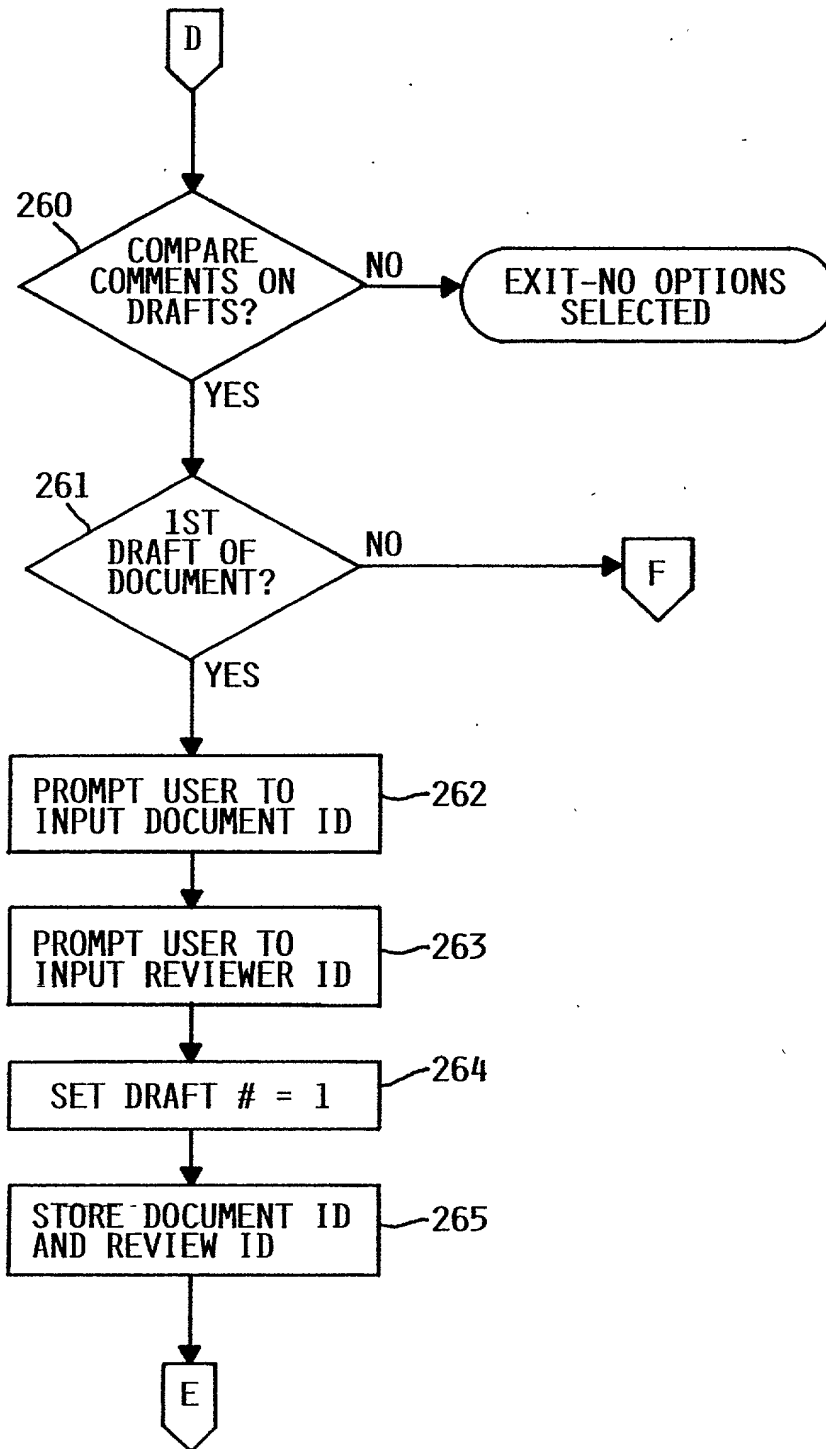 D
260
COMPARE
COMMENTS ON
DRAFTS?
NO
EXIT-NO OPTIONS
SELECTED
YES
261
1ST
DRAFT OF
DOCUMENT?
NO
F
YES
PROMPT USER TO
INPUT DOCUMENT ID
262
PROMPT USER TO
INPUT REVIEWER ID
263
SET DRAFT # = 1
264
STORE DOCUMENT ID
AND REVIEW ID
265
E